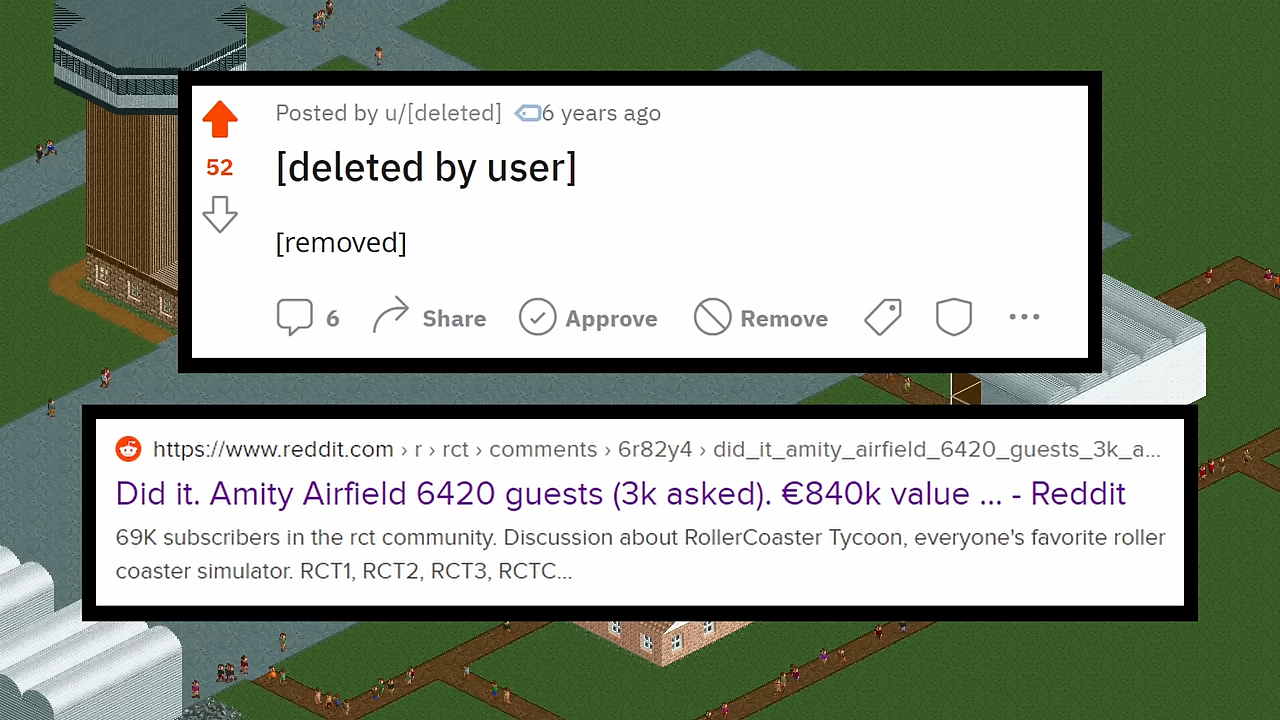 Posted by u/[deleted] 6 years ago
52
[deleted by user]
[removed]
6 Share Approve Remove
https://www.reddit.com › r › rct › comments › 6r82y4 › did_it_amity_airfield_6420_guests_3k_a...
Did it. Amity Airfield 6420 guests (3k asked). €840k value ... - Reddit
69K subscribers in the rct community. Discussion about RollerCoaster Tycoon, everyone's favorite roller
coaster simulator. RCT1, RCT2, RCT3, RCTC...